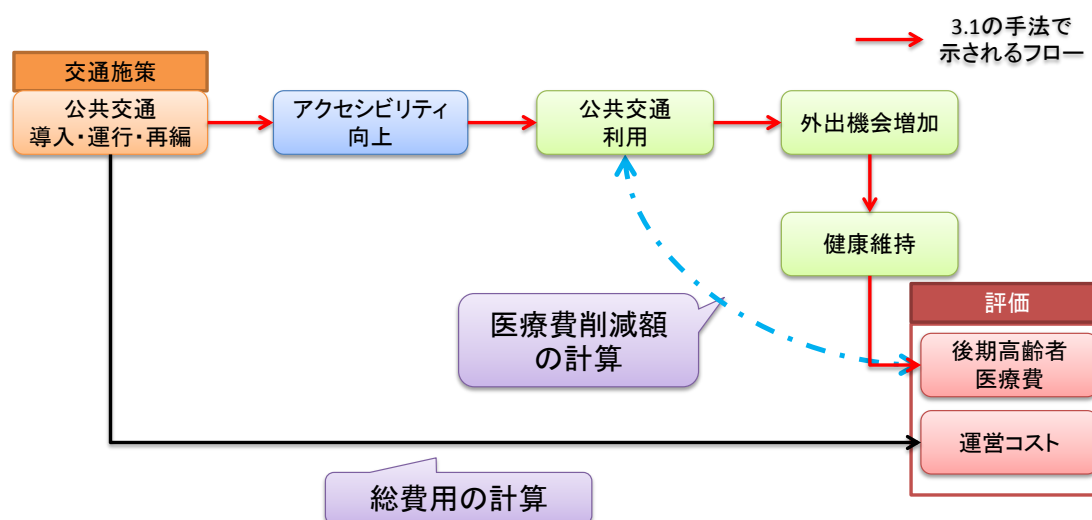 3.1の手法で
示されるフロー
交通施策
公共交通
導入・運行・再編
アクセシビリティ
向上
公共交通
利用
外出機会増加
健康維持
医療費削減額
の計算
評価
後期高齢者
医療費
運営コスト
総費用の計算